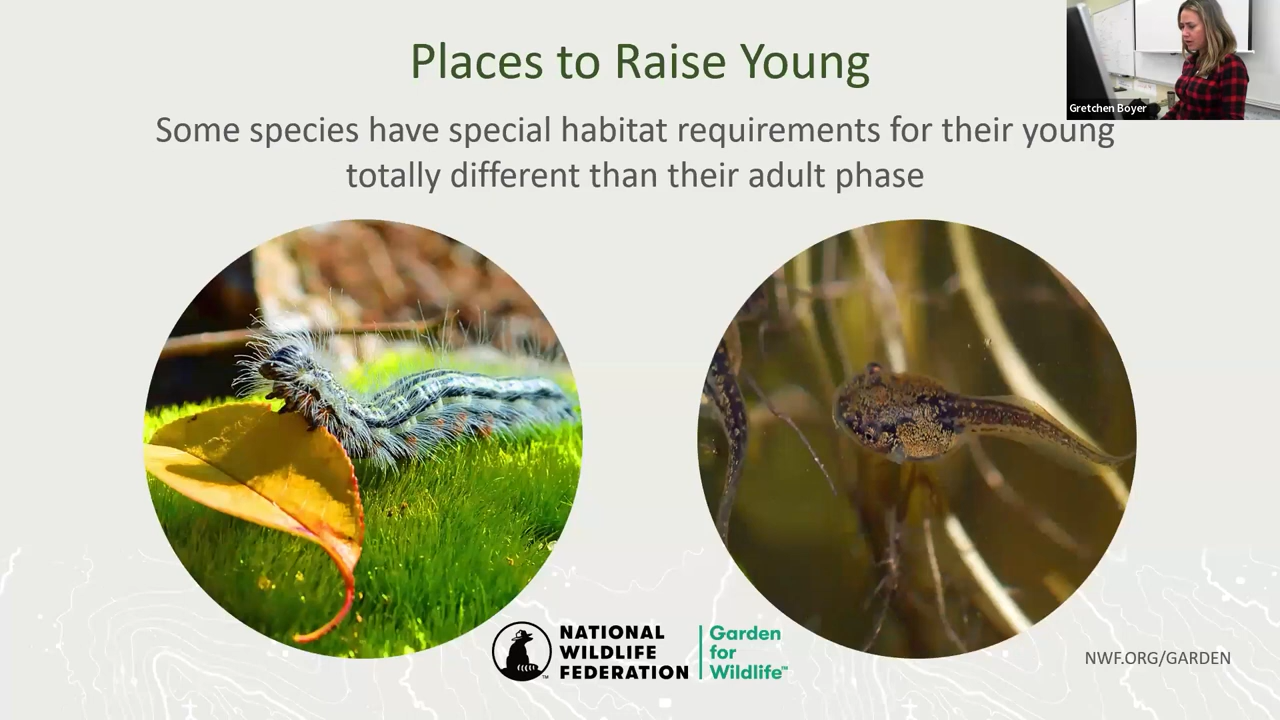 Places to Raise Young
Gretchen Boyer
Some species have special habitat requirements for their young
totally different than their adult phase
NATIONAL
WILDLIFE
FEDERATION
™
Garden
for
Wildlife™
NWF.ORG/GARDEN